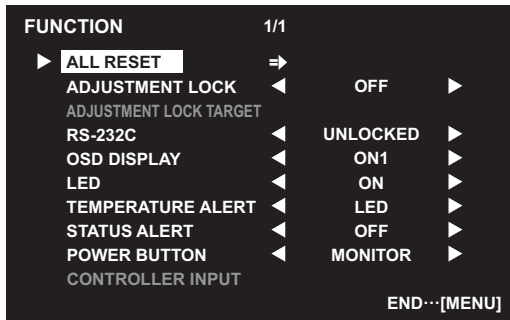 FUNCTION 1/1
ALL RESET
ADJUSTMENT LOCK OFF
ADJUSTMENT LOCK TARGET
RS-232C UNLOCKED
OSD DISPLAY ON1
LED ON
TEMPERATURE ALERT LED
STATUS ALERT OFF
POWER BUTTON MONITOR
CONTROLLER INPUT
END···[MENU]